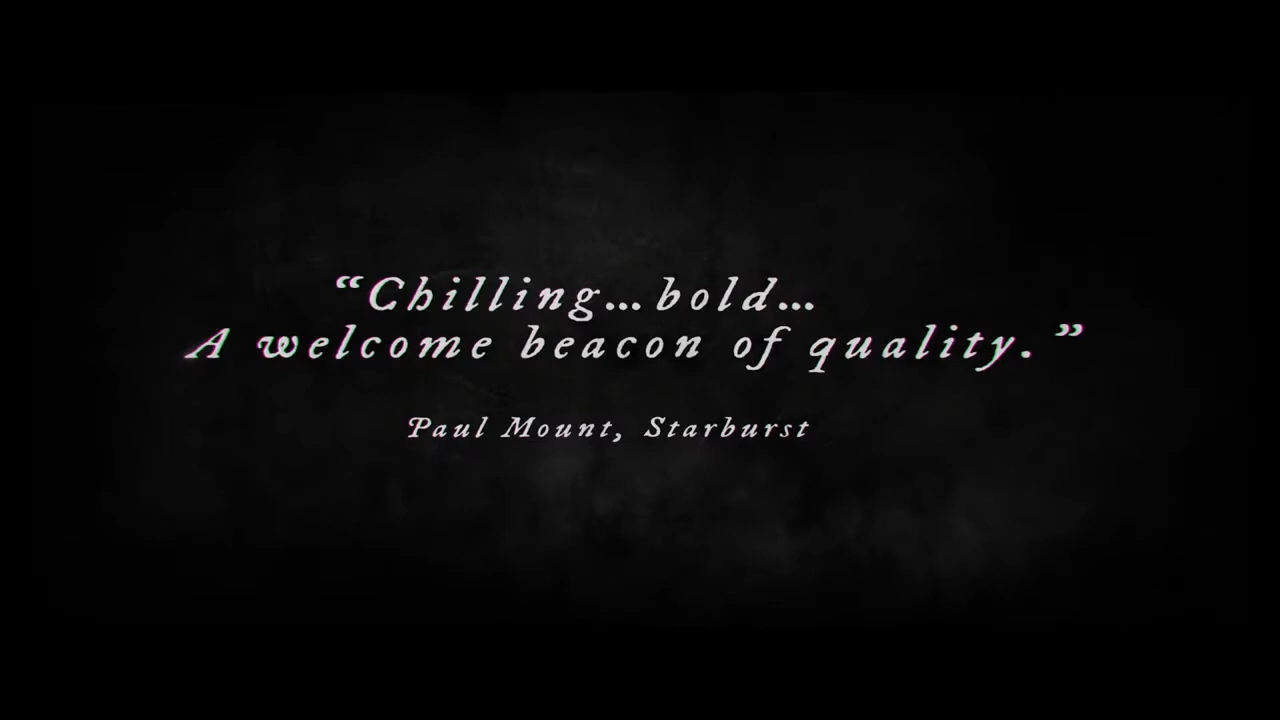 “Chilling... bold...
A welcome beacon of quality.”
Paul Mount, Starburst